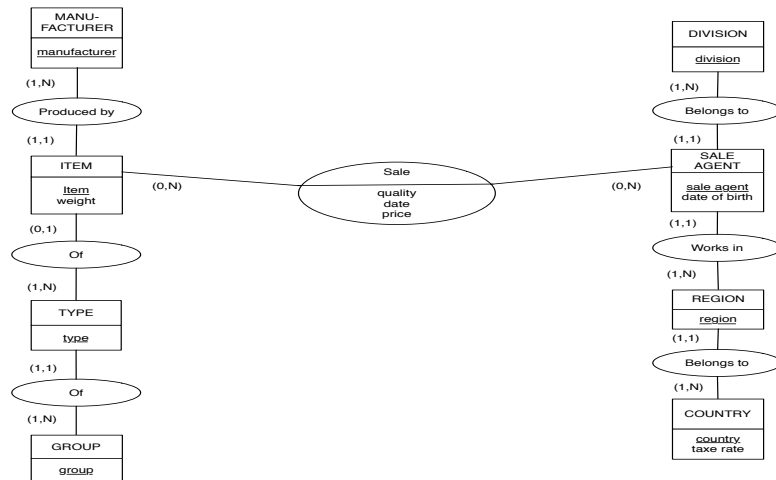 MANU-
FACTURER
manufacturer
(1,N)
Produced by
(1,1)
ITEM
Item
weight
(0,N)
(0,1)
Of
(1,N)
TYPE
type
(1,1)
Of
(1,N)
GROUP
group
Sale
quality
date
price
DIVISION
division
(1,N)
Belongs to
(1,1)
SALE
AGENT
sale agent
date of birth
(0,N)
(1,1)
Works in
(1,N)
REGION
region
(1,1)
Belongs to
(1,N)
COUNTRY
country
taxe rate